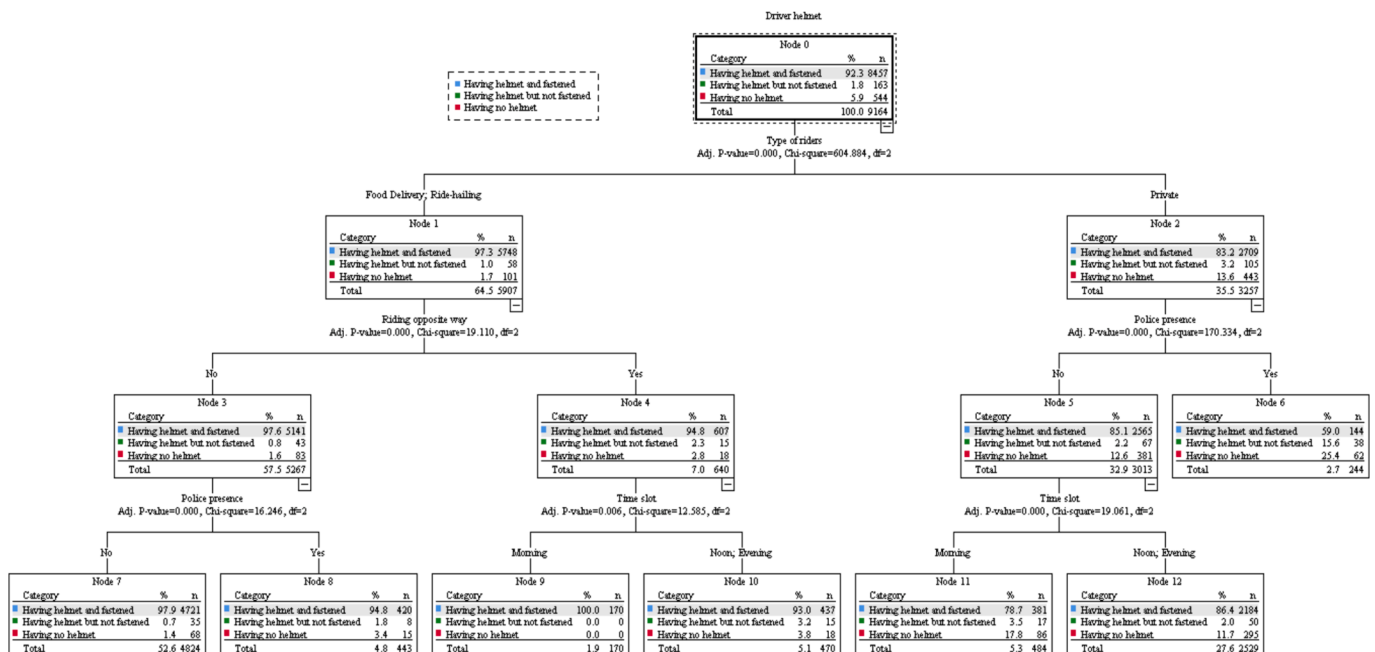 Driver helmet
Node 0
Category % n
Having helmet and fastened 92.3 8457
Having helmet but not fastened 1.8 163
Having no helmet 5.9 544
Total 100.0 9164
Having helmet and fastened
Having helmet but not fastened
Having no helmet
Type of riders
Adj. P-value=0.000, Chi-square=604.884, df=2
Food Delivery; Ride-hailing
Private
Node 1
Category % n
Having helmet and fastened 97.3 5748
Having helmet but not fastened 1.0 58
Having no helmet 1.7 101
Total 64.5 5907
Node 2
Category % n
Having helmet and fastened 83.2 2709
Having helmet but not fastened 3.2 105
Having no helmet 13.6 443
Total 35.5 3257
Riding opposite way
Adj. P-value=0.000, Chi-square=19.110, df=2
Police presence
Adj. P-value=0.000, Chi-square=170.334, df=2
No
Yes
No
Yes
Node 3
Category % n
Having helmet and fastened 97.6 5141
Having helmet but not fastened 0.8 43
Having no helmet 1.6 83
Total 57.5 5267
Node 4
Category % n
Having helmet and fastened 94.8 607
Having helmet but not fastened 2.3 15
Having no helmet 2.8 18
Total 7.0 640
Node 5
Category % n
Having helmet and fastened 85.1 2565
Having helmet but not fastened 2.2 67
Having no helmet 12.6 381
Total 32.9 3013
Node 6
Category % n
Having helmet and fastened 59.0 144
Having helmet but not fastened 15.6 38
Having no helmet 25.4 62
Total 2.7 244
Police presence
Adj. P-value=0.000, Chi-square=16.246, df=2
Time slot
Adj. P-value=0.006, Chi-square=12.585, df=2
Time slot
Adj. P-value=0.000, Chi-square=19.061, df=2
No
Yes
Morning
Noon; Evening
Morning
Noon; Evening
Node 7
Category % n
Having helmet and fastened 97.9 4721
Having helmet but not fastened 0.7 35
Having no helmet 1.4 68
Total 52.6 4824
Node 8
Category % n
Having helmet and fastened 94.8 420
Having helmet but not fastened 1.8 8
Having no helmet 3.4 15
Total 4.8 443
Node 9
Category % n
Having helmet and fastened 100.0 170
Having helmet but not fastened 0.0 0
Having no helmet 0.0 0
Total 1.9 170
Node 10
Category % n
Having helmet and fastened 93.0 437
Having helmet but not fastened 3.2 15
Having no helmet 3.8 18
Total 5.1 470
Node 11
Category % n
Having helmet and fastened 78.7 381
Having helmet but not fastened 3.5 17
Having no helmet 17.8 86
Total 5.3 484
Node 12
Category % n
Having helmet and fastened 86.4 2184
Having helmet but not fastened 2.0 50
Having no helmet 11.7 295
Total 27.6 2529